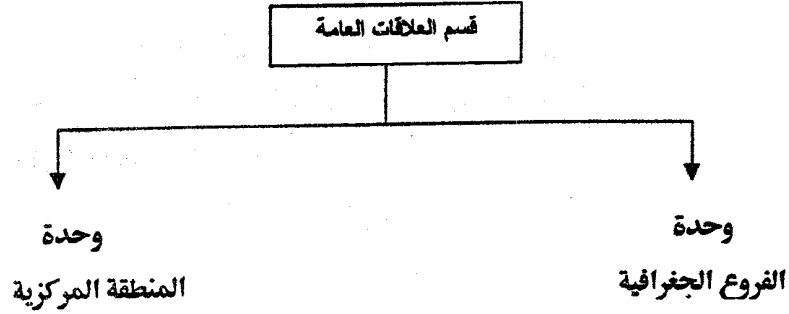 قسم العلاقات العامة
وحدة
الفروع الجغرافية
وحدة
المنطقة المركزية